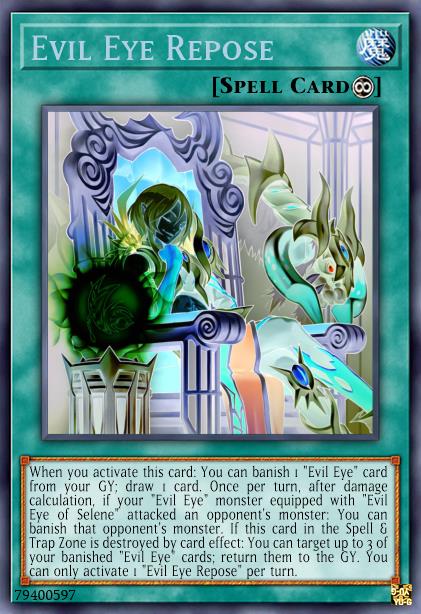 Evil Eye Repose
[Spell Card]
When you activate this card: You can banish 1 "Evil Eye" card
from your GY; draw 1 card. Once per turn, after damage
calculation, if your "Evil Eye" monster equipped with "Evil
Eye of Selene" attacked an opponent's monster: You can
banish that opponent's monster. If this card in the Spell &
Trap Zone is destroyed by card effect: You can target up to 3 of
your banished "Evil Eye" cards; return them to the GY. You
can only activate 1 "Evil Eye Repose" per turn.
79400597